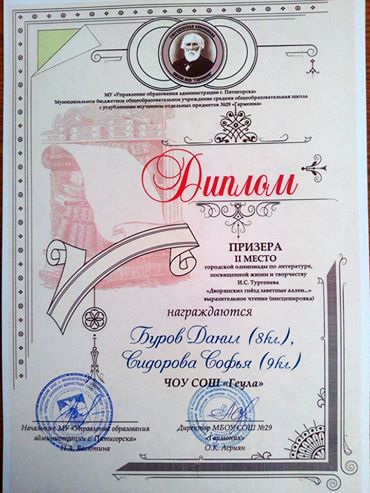 МУ «Управление образования администрации г. Пятигорска»
Муниципальное бюджетное общеобразовательное учреждение средняя общеобразовательная школа
с углубленным изучением отдельных предметов №29 «Гармония»
Диплом
ПРИЗЕРА
II МЕСТО
городской олимпиады по литературе,
посвященной жизни и творчеству
И.С. Тургенева
«Дворянских гнёзд заветные аллеи...»
выразительное чтение (инсценировка)
награждаются
Буров Данил (8кл.),
Сидорова Софья (9кл.)
ЧОУ СОШ «Геула»
Начальник МУ «Управление образования
администрации г. Пятигорска»
Н.А. Васютина
Директор МБОУ СОШ №29
«Гармония»
О.К. Асриян